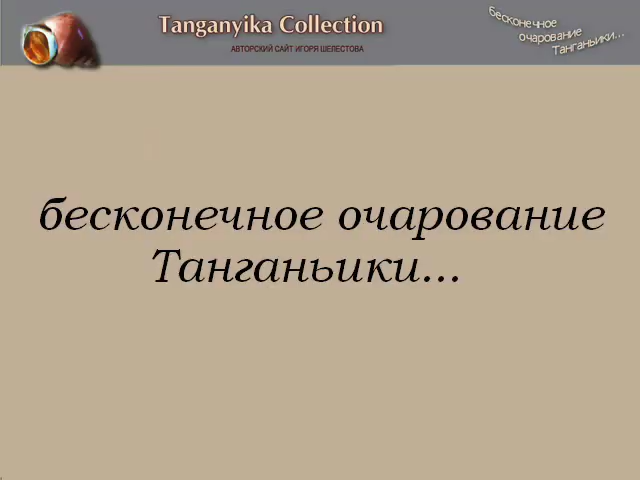 Tanganyika Collection
АВТОРСКИЙ САЙТ ИГОРЯ ШЕЛЕСТОВА
Бесконечное
очарование
Танганьики...
бесконечное очарование
Танганьики...